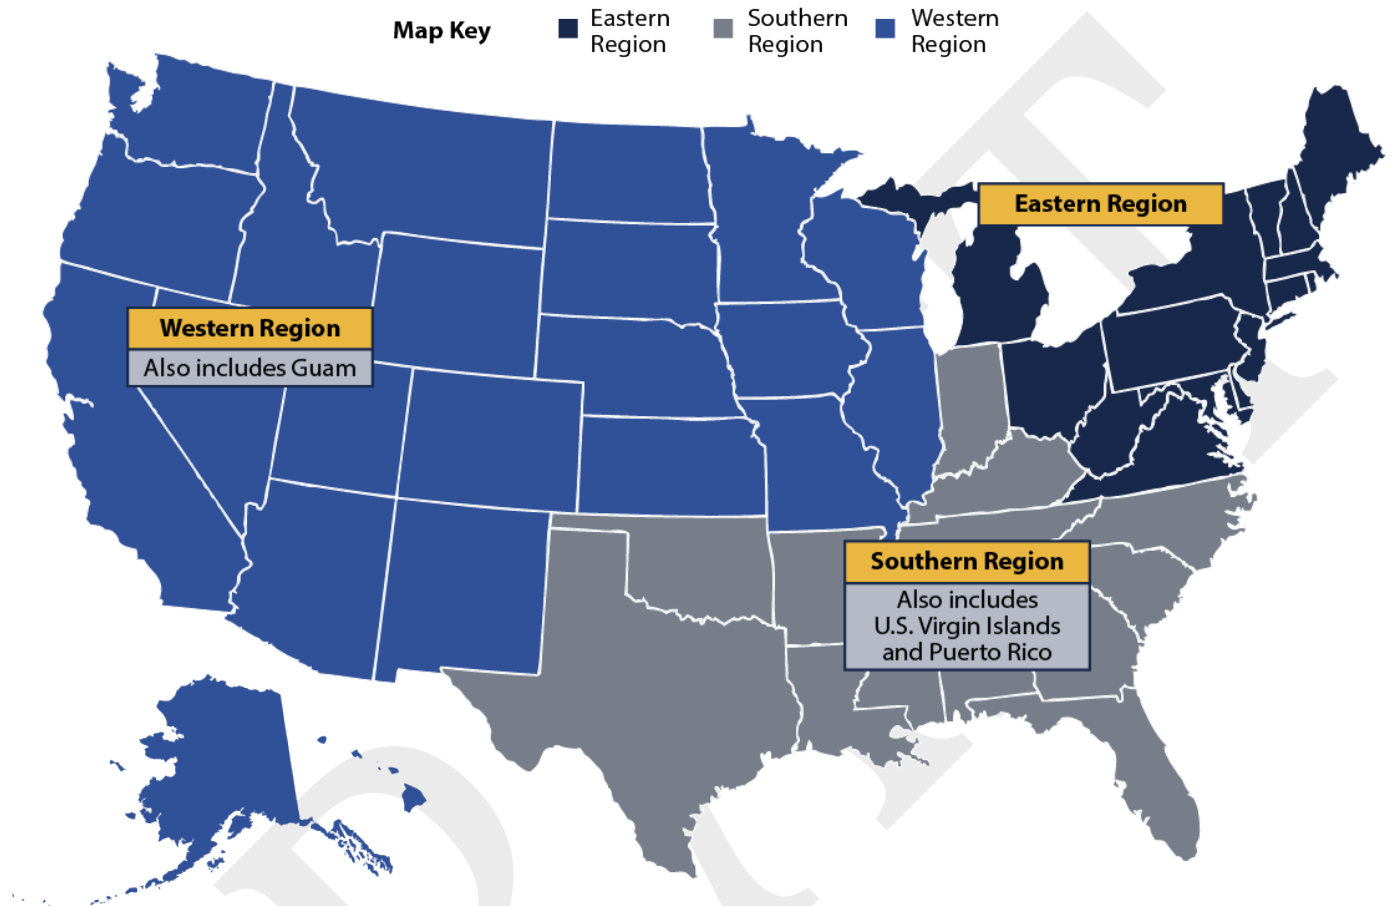 Map Key
Eastern
Region
Southern
Region
Western
Region
Eastern Region
Western Region
Also includes Guam
Southern Region
Also includes
U.S. Virgin Islands
and Puerto Rico